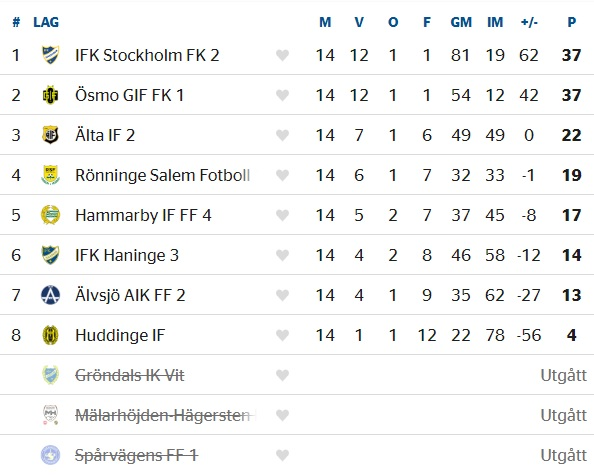 # LAG M V O F GM IM +/- P
1 IFK Stockholm FK 2 14 12 1 1 81 19 62 37
2 Ösmo GIF FK 1 14 12 1 1 54 12 42 37
3 Älta IF 2 14 7 1 6 49 49 0 22
4 Rönninge Salem Fotboll 14 6 1 7 32 33 -1 19
5 Hammarby IF FF 4 14 5 2 7 37 45 -8 17
6 IFK Haninge 3 14 4 2 8 46 58 -12 14
7 Älvsjö AIK FF 2 14 4 1 9 35 62 -27 13
8 Huddinge IF 14 1 1 12 22 78 -56 4
Gröndals IK Vit Utgått
Mälarhöjden-Hägersten Utgått
Spårvägens FF 1 Utgått